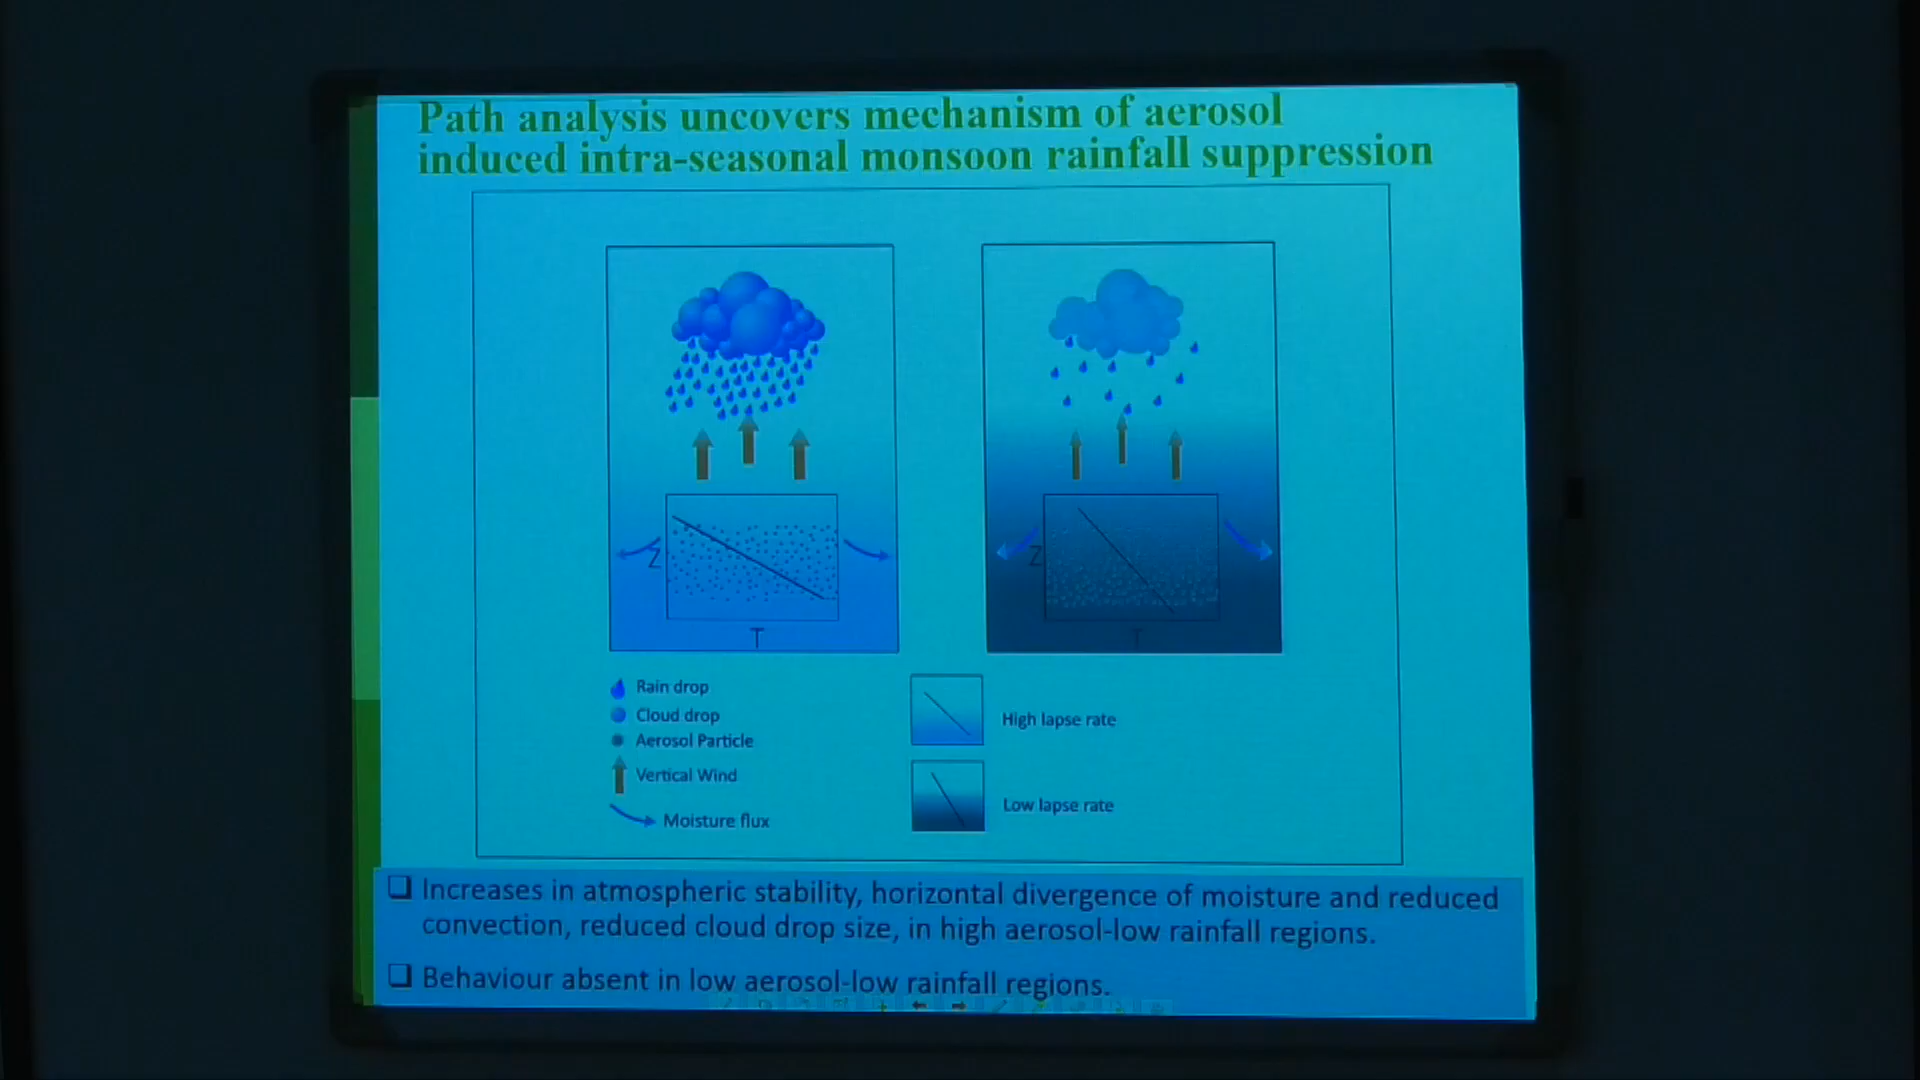 Path analysis uncovers mechanism of aerosol
induced intra-seasonal monsoon rainfall suppression
Z
T
Z
T
Rain drop
Cloud drop
Aerosol Particle
Vertical Wind
Moisture flux
High lapse rate
Low lapse rate
Increases in atmospheric stability, horizontal divergence of moisture and reduced
convection, reduced cloud drop size, in high aerosol-low rainfall regions.
Behaviour absent in low aerosol-low rainfall regions.